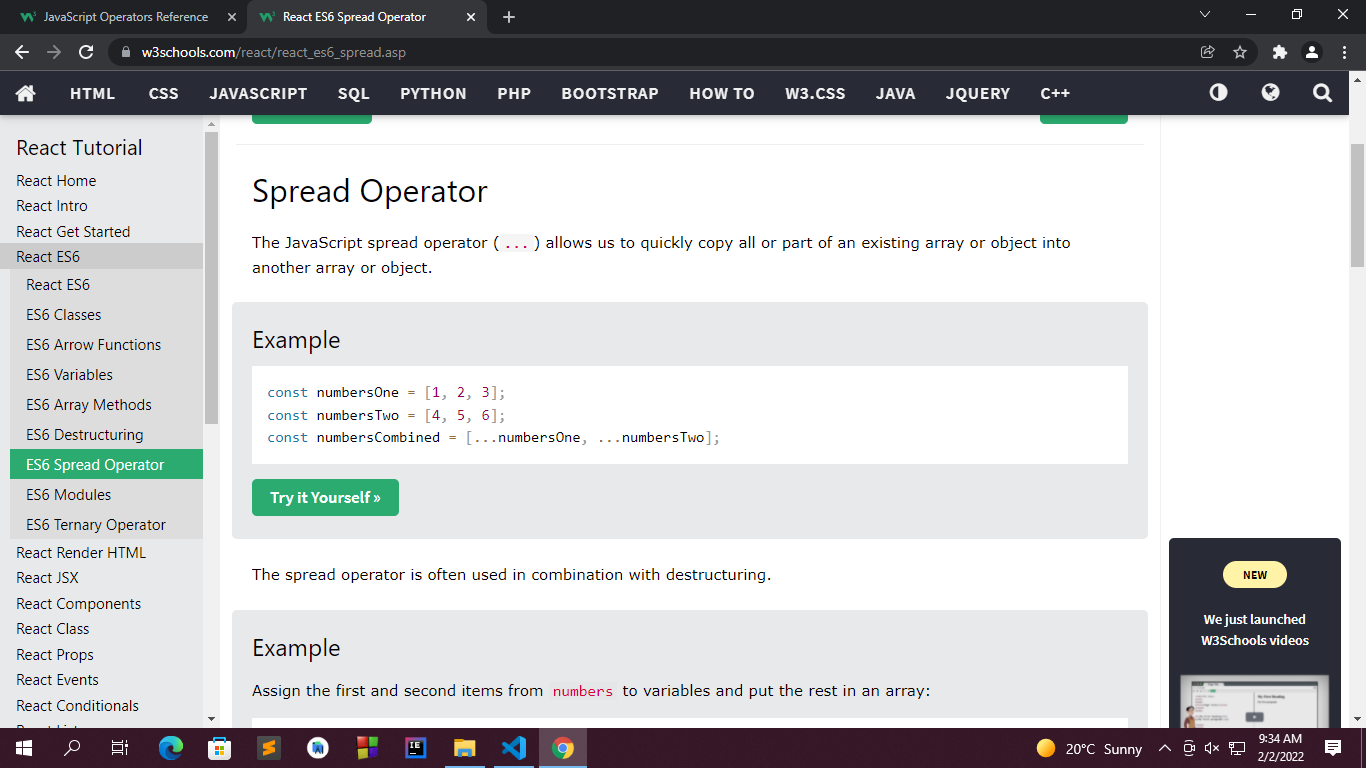 JavaScript Operators Reference
React ES6 Spread Operator
w3schools.com/react/react_es6_spread.asp
HTML CSS JAVASCRIPT SQL PYTHON PHP BOOTSTRAP HOW TO W3.CSS JAVA JQUERY C++
React Tutorial
React Home
React Intro
React Get Started
React ES6
React ES6
ES6 Classes
ES6 Arrow Functions
ES6 Variables
ES6 Array Methods
ES6 Destructuring
ES6 Spread Operator
ES6 Modules
ES6 Ternary Operator
React Render HTML
React JSX
React Components
React Class
React Props
React Events
React Conditionals
Spread Operator
The JavaScript spread operator (...) allows us to quickly copy all or part of an existing array or object into
another array or object.
Example
const numbersOne = [1, 2, 3];
const numbersTwo = [4, 5, 6];
const numbersCombined = [...numbersOne, ...numbersTwo];
Try it Yourself »
The spread operator is often used in combination with destructuring.
Example
Assign the first and second items from numbers to variables and put the rest in an array:
NEW
We just launched
W3Schools videos
20°C Sunny
9:34 AM
2/2/2022